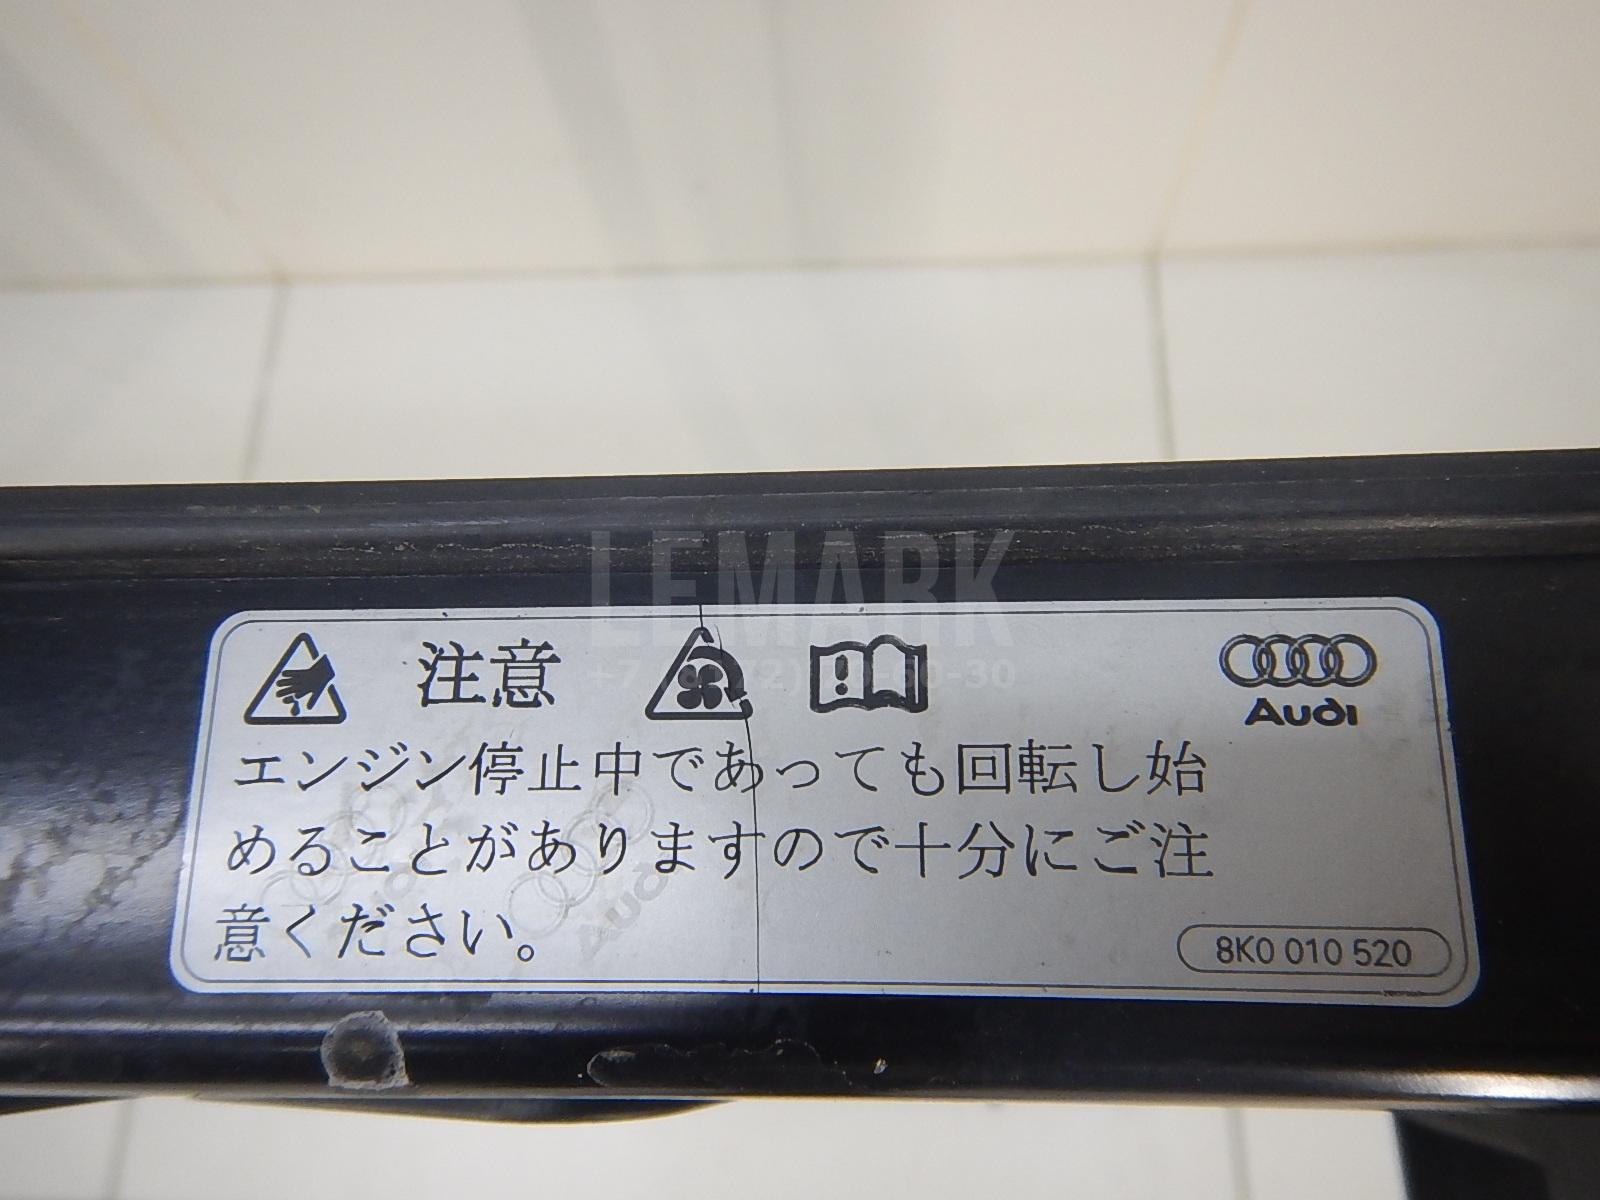 LEMARK
注意
Audi
エンジン停止中であっても回転し始
めることがありますので十分にご注
意ください。
8K0 010 520